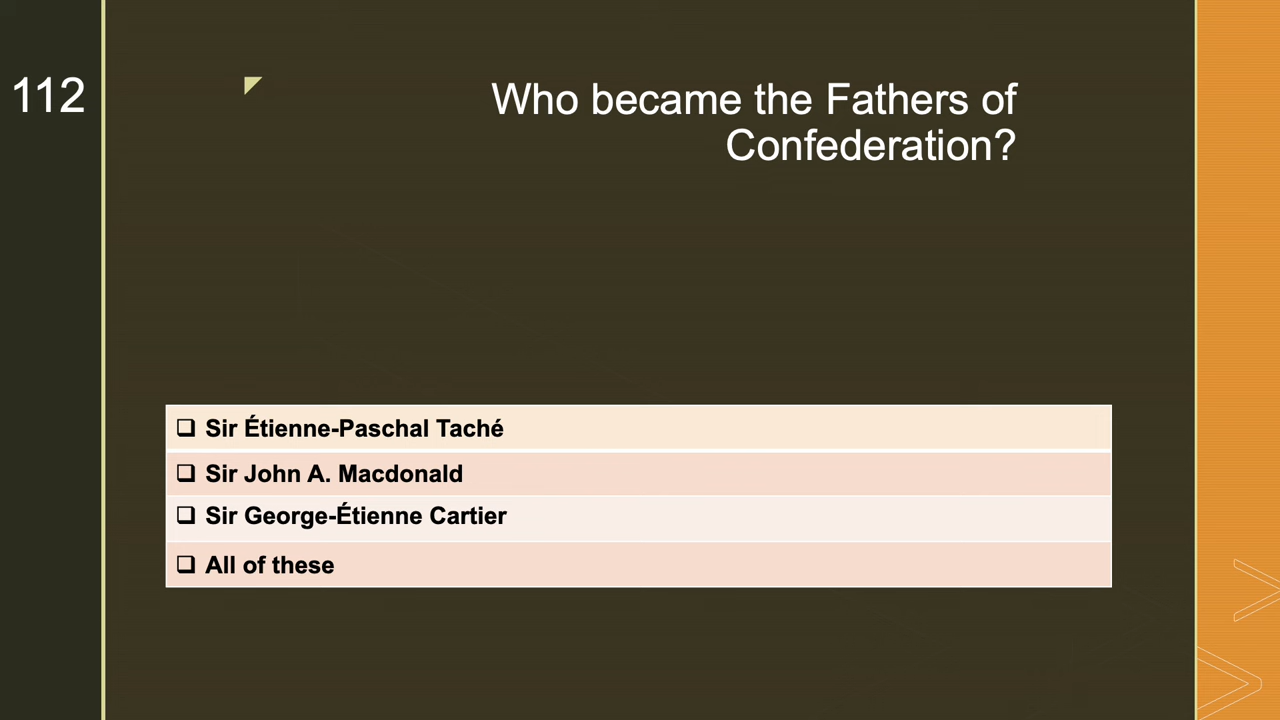 112
Who became the Fathers of
Confederation?
❑ Sir Étienne-Paschal Taché
❑ Sir John A. Macdonald
❑ Sir George-Étienne Cartier
❑ All of these